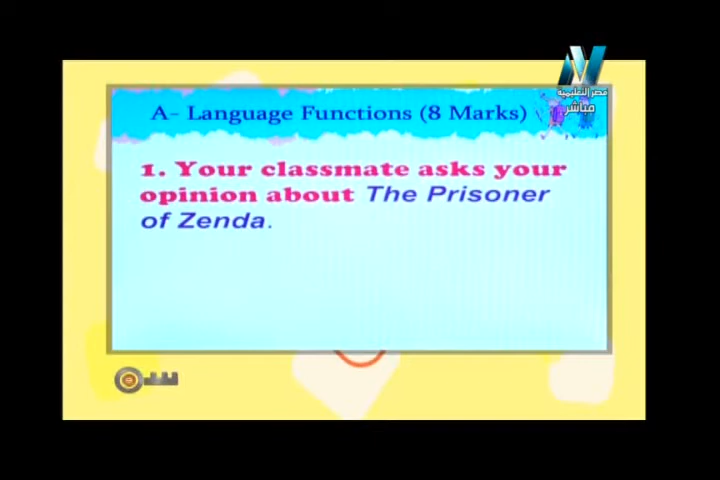 مصر التعليمية
مباشر
A- Language Functions (8 Marks)
1. Your classmate asks your
opinion about The Prisoner
of Zenda.